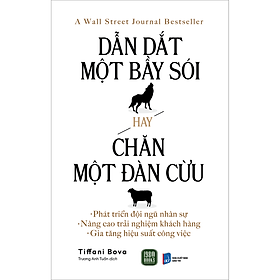 A Wall Street Journal Bestseller
DẪN DẮT
MỘT BẦY SÓI
HAY
CHĂN
MỘT ĐÀN CỪU
•Phát triển đội ngũ nhân sự
•Nâng cao trải nghiệm khách hàng
•Gia tăng hiệu suất công việc
Tiffani Bova
Trương Anh Tuấn dịch
1980
BOOKS